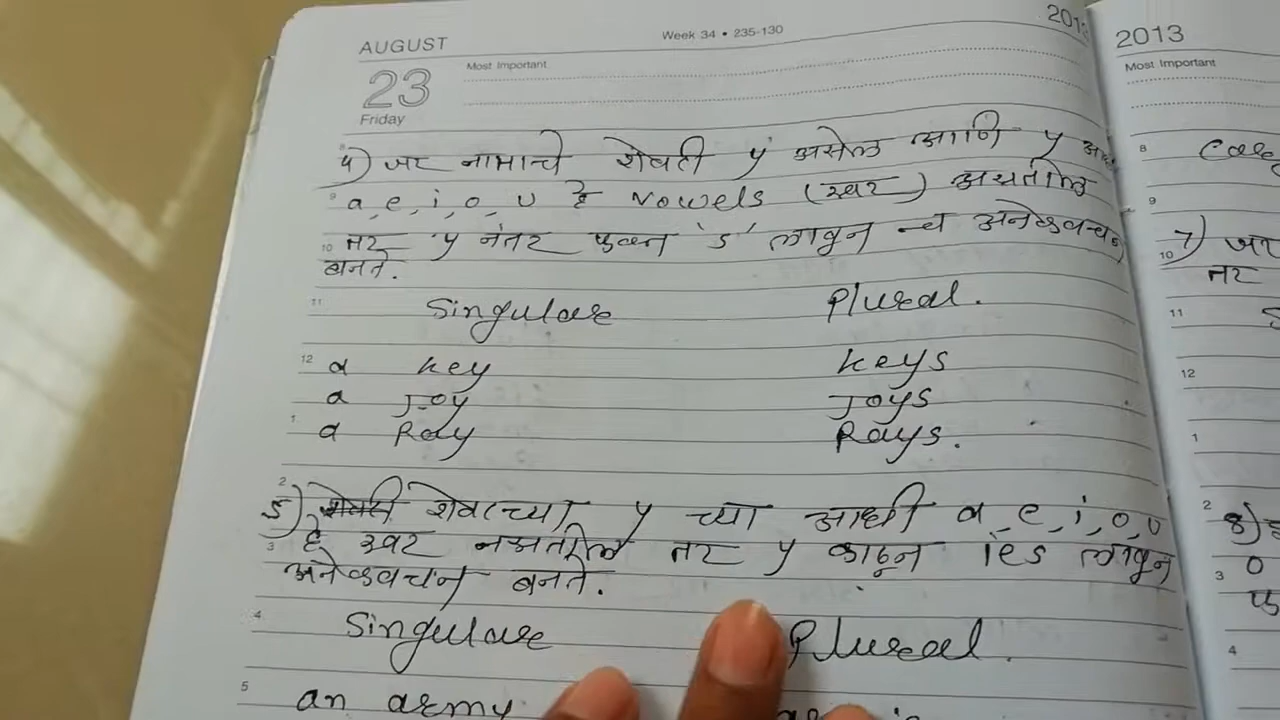 AUGUST
Week 34 • 235-130
201
23
Most Important
Friday
4) जर नामाचे शेवटी y असेल आणि y
a, e, i, o, u हे Vowels (स्वर) असतील
तर y नंतर फक्त 's' लावून च अनेकवचन
बनते.
Singular Plural.
a key keys
a Joy Joys
a Ray Rays.
5) शेवटच्या y च्या आधी a, e, i, o, u
हे स्वर नसतील तर y काढून ies लावून
अनेकवचन बनते.
Singular Plural.
an army
2013
Most Important
7) जर
तर
8)